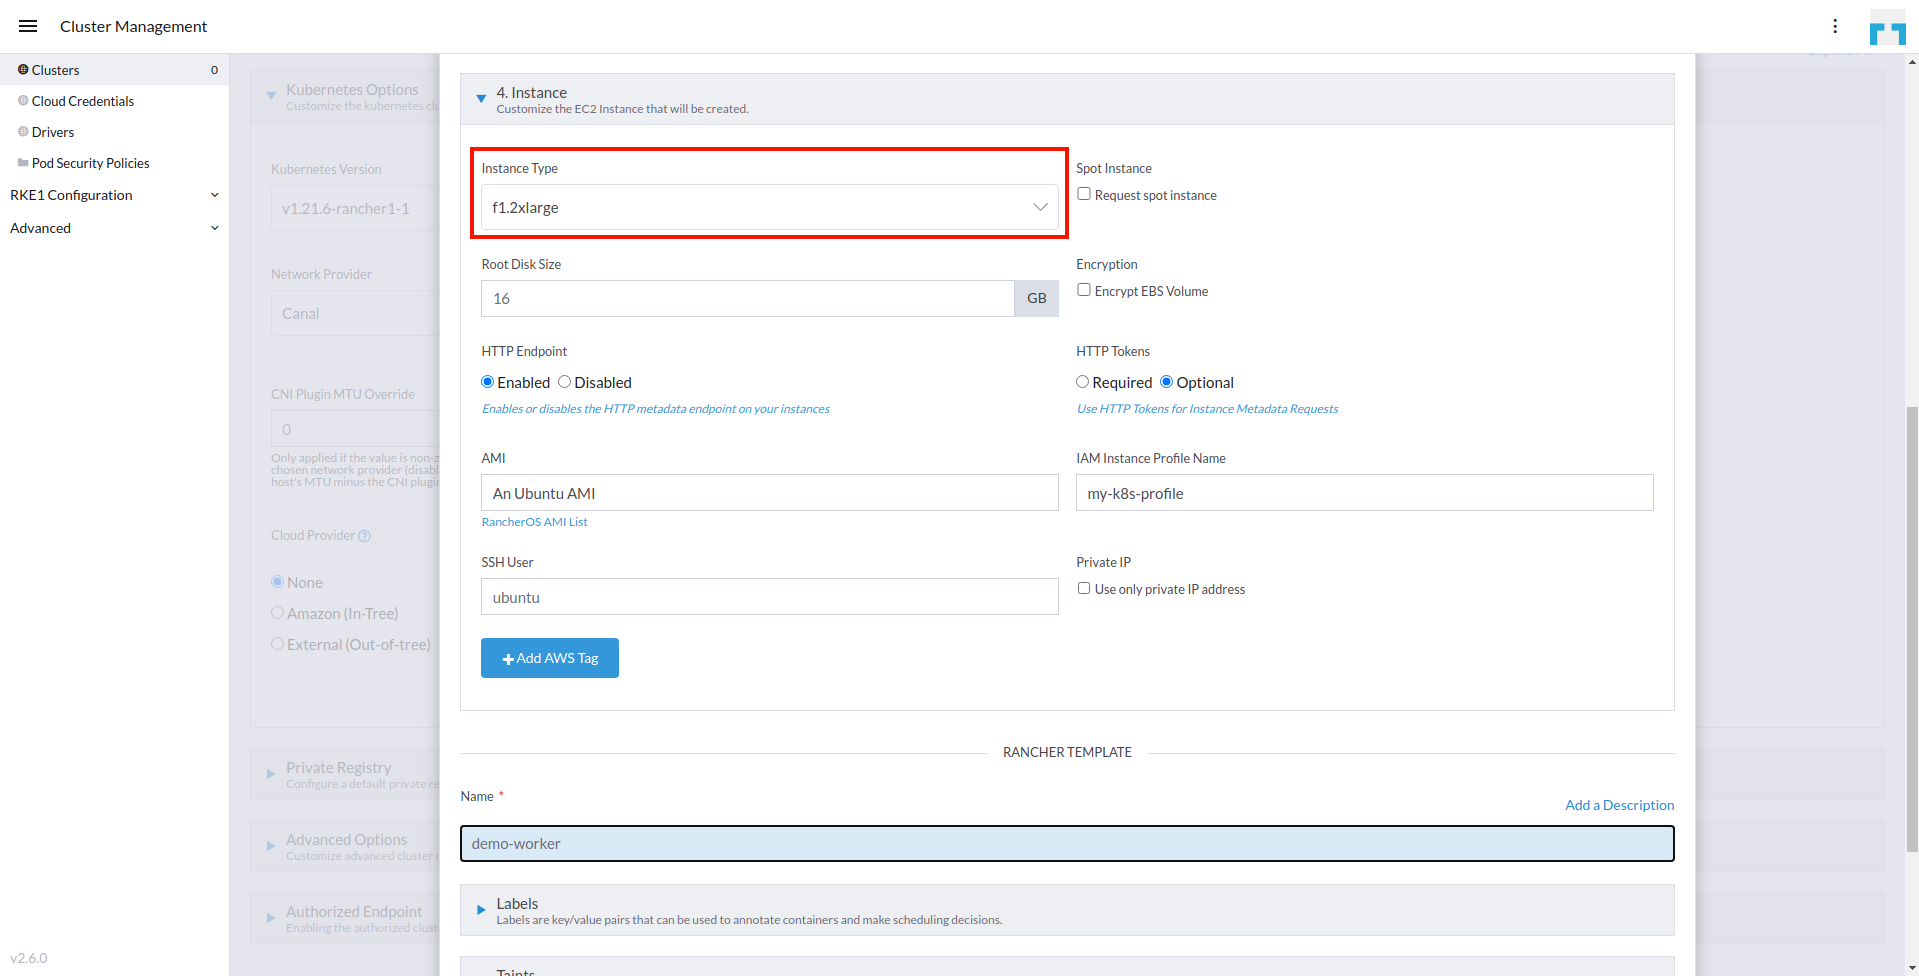 Cluster Management
Clusters 0
Cloud Credentials
Drivers
Pod Security Policies
RKE1 Configuration
Advanced
v2.6.0
Kubernetes Options
Customize the kubernetes
Kubernetes Version
v1.21.6-rancher1-1
Network Provider
Canal
CNI Plugin MTU Override
0
Only applied if the value is
chosen network provider
host's MTU minus the CNI
Cloud Provider
None
Amazon (In-Tree)
External (Out-of-tree)
Private Registry
Configure a default private
Advanced Options
Customize advanced cluster
Authorized Endpoint
Enabling the authorized
4. Instance
Customize the EC2 Instance that will be created.
Instance Type
f1.2xlarge
Spot Instance
Request spot instance
Root Disk Size
16 GB
Encryption
Encrypt EBS Volume
HTTP Endpoint
Enabled Disabled
Enables or disables the HTTP metadata endpoint on your instances
HTTP Tokens
Required Optional
Use HTTP Tokens for Instance Metadata Requests
AMI
An Ubuntu AMI
RancherOS AMI List
IAM Instance Profile Name
my-k8s-profile
SSH User
ubuntu
Private IP
Use only private IP address
+ Add AWS Tag
RANCHER TEMPLATE
Name *
Add a Description
demo-worker
Labels
Labels are key/value pairs that can be used to annotate containers and make scheduling decisions.
Taints